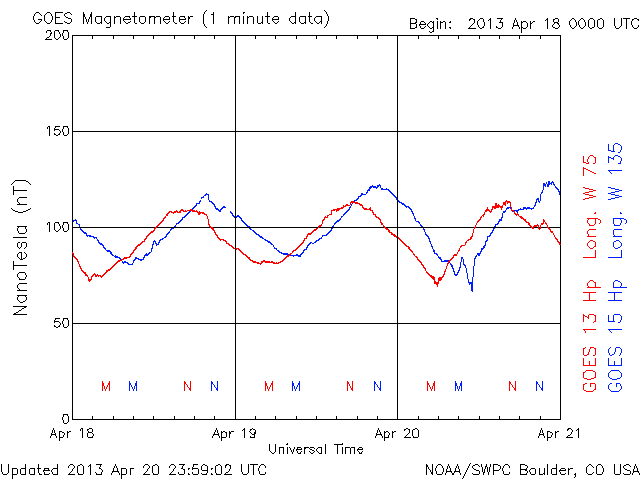 GOES Magnetometer (1 minute data)
Begin: 2013 Apr 18 0000 UTC
200
150
100
50
0
NanoTesla (nT)
M M N N M M N N M M N N
Apr 18 Apr 19 Apr 20 Apr 21
Universal Time
GOES 13 Hp Long. W 75
GOES 15 Hp Long. W 135
Updated 2013 Apr 20 23:59:02 UTC
NOAA/SWPC Boulder, CO USA